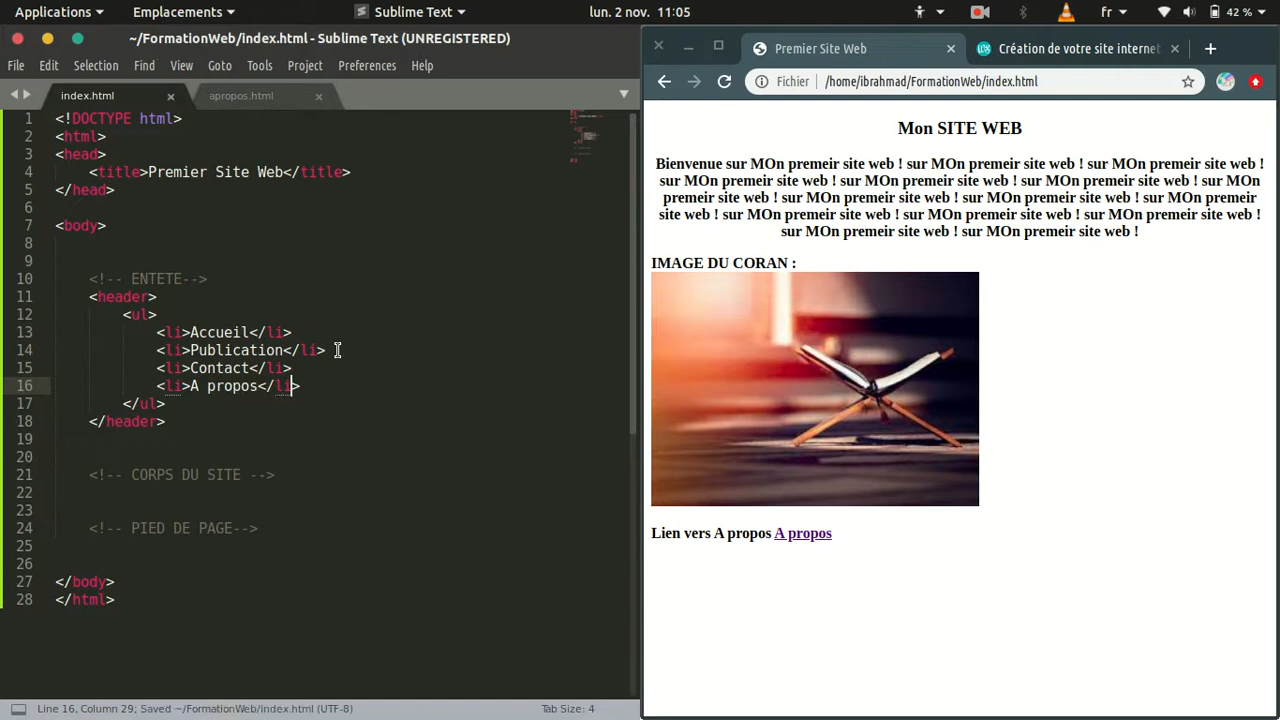 Applications Emplacements Sublime Text lun. 2 nov. 11:05 fr 42 %
~/FormationWeb/index.html - Sublime Text (UNREGISTERED)
File Edit Selection Find View Goto Tools Project Preferences Help
index.html apropos.html
1 <!DOCTYPE html>
2 <html>
3 <head>
4 <title>Premier Site Web</title>
5 </head>
6
7 <body>
8
9
10 <!-- ENTETE-->
11 <header>
12 <ul>
13 <li>Accueil</li>
14 <li>Publication</li>
15 <li>Contact</li>
16 <li>A propos</li>
17 </ul>
18 </header>
19
20
21 <!-- CORPS DU SITE -->
22
23
24 <!-- PIED DE PAGE-->
25
26
27 </body>
28 </html>
Line 16, Column 29; Saved ~/FormationWeb/index.html (UTF-8) Tab Size: 4
Premier Site Web Création de votre site internet
Fichier /home/ibrahmad/FormationWeb/index.html
Mon SITE WEB
Bienvenue sur MOn premeir site web ! sur MOn premeir site web ! sur MOn premeir site web !
sur MOn premeir site web ! sur MOn premeir site web ! sur MOn premeir site web ! sur MOn
premeir site web ! sur MOn premeir site web ! sur MOn premeir site web ! sur MOn premeir
site web ! sur MOn premeir site web ! sur MOn premeir site web ! sur MOn premeir site web !
sur MOn premeir site web ! sur MOn premeir site web !
IMAGE DU CORAN :
Lien vers A propos A propos